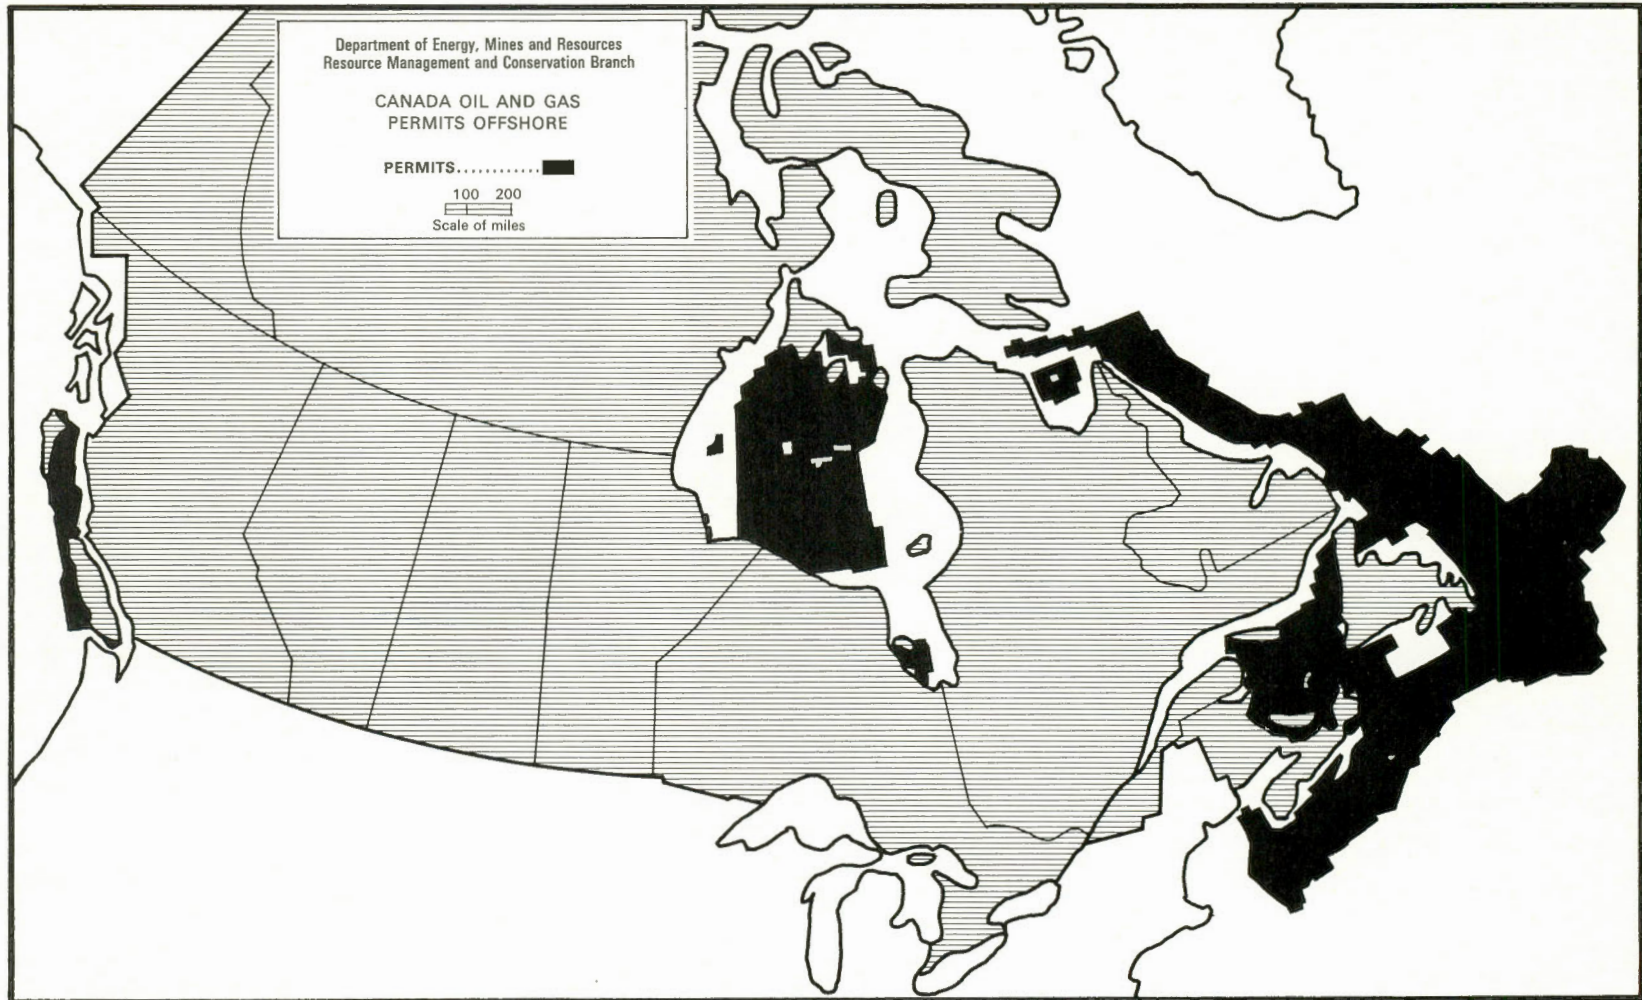 Department of Energy, Mines and Resources
Resource Management and Conservation Branch
CANADA OIL AND GAS
PERMITS OFFSHORE
PERMITS............
100 200
Scale of miles